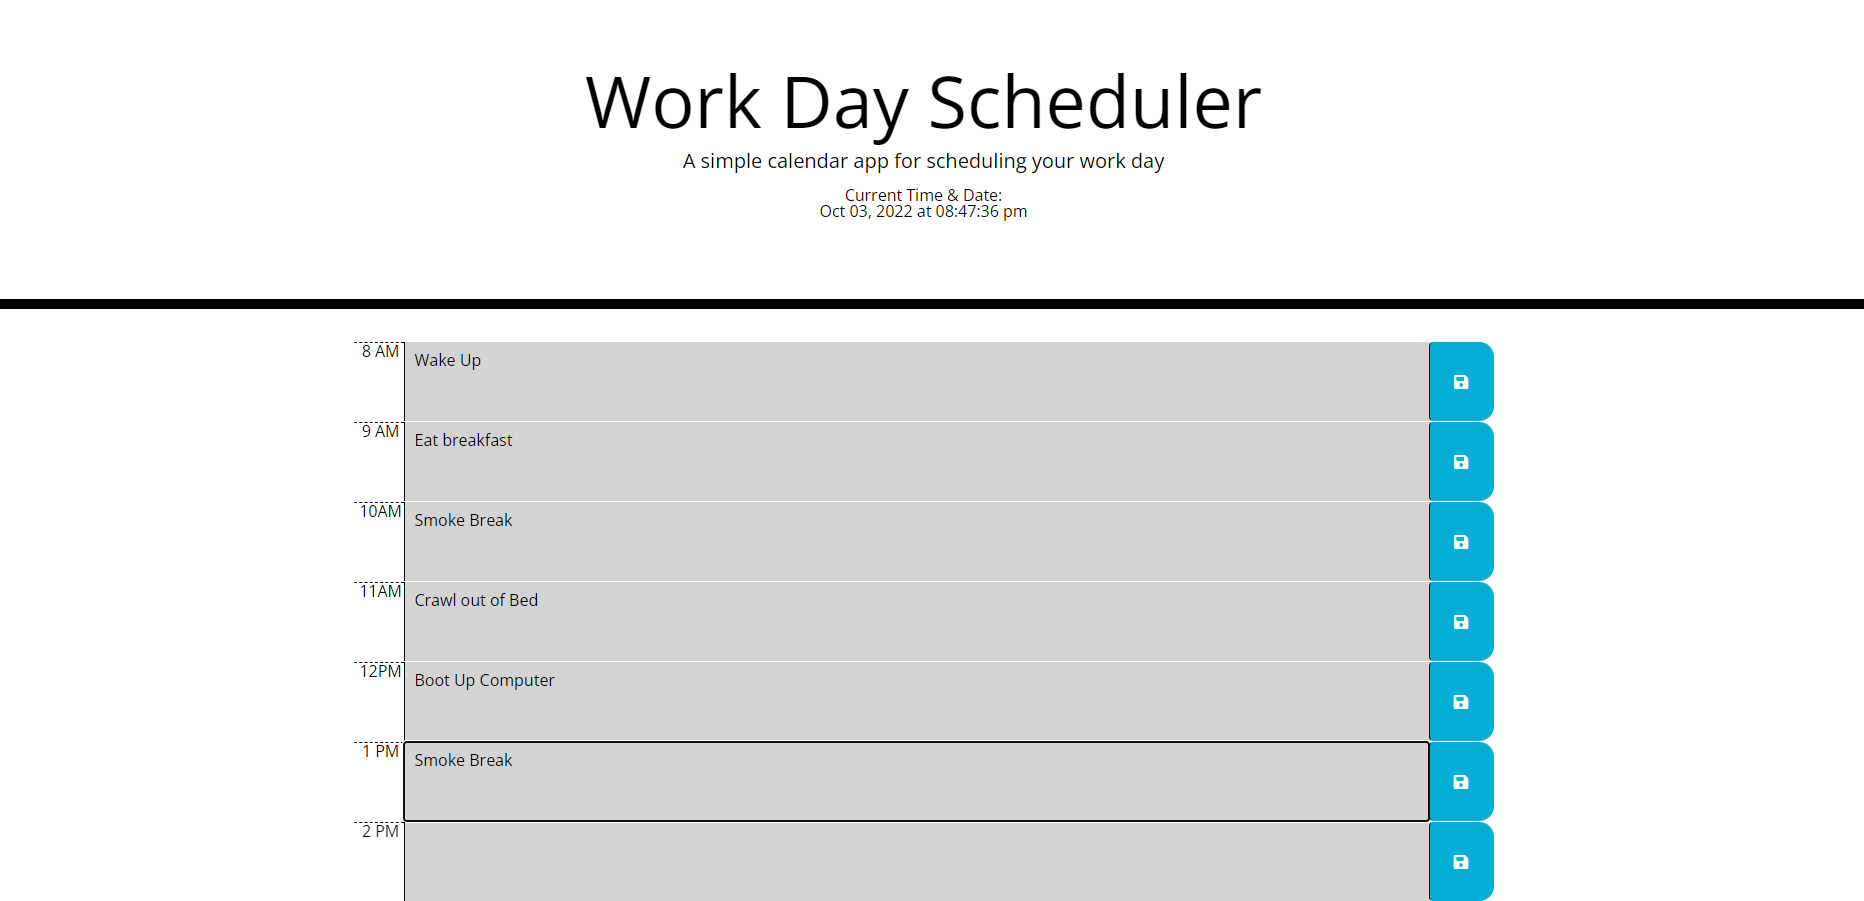 Work Day Scheduler
A simple calendar app for scheduling your work day
Current Time & Date:
Oct 03, 2022 at 08:47:36 pm
8 AM Wake Up
9 AM Eat breakfast
10AM Smoke Break
11AM Crawl out of Bed
12PM Boot Up Computer
1 PM Smoke Break
2 PM